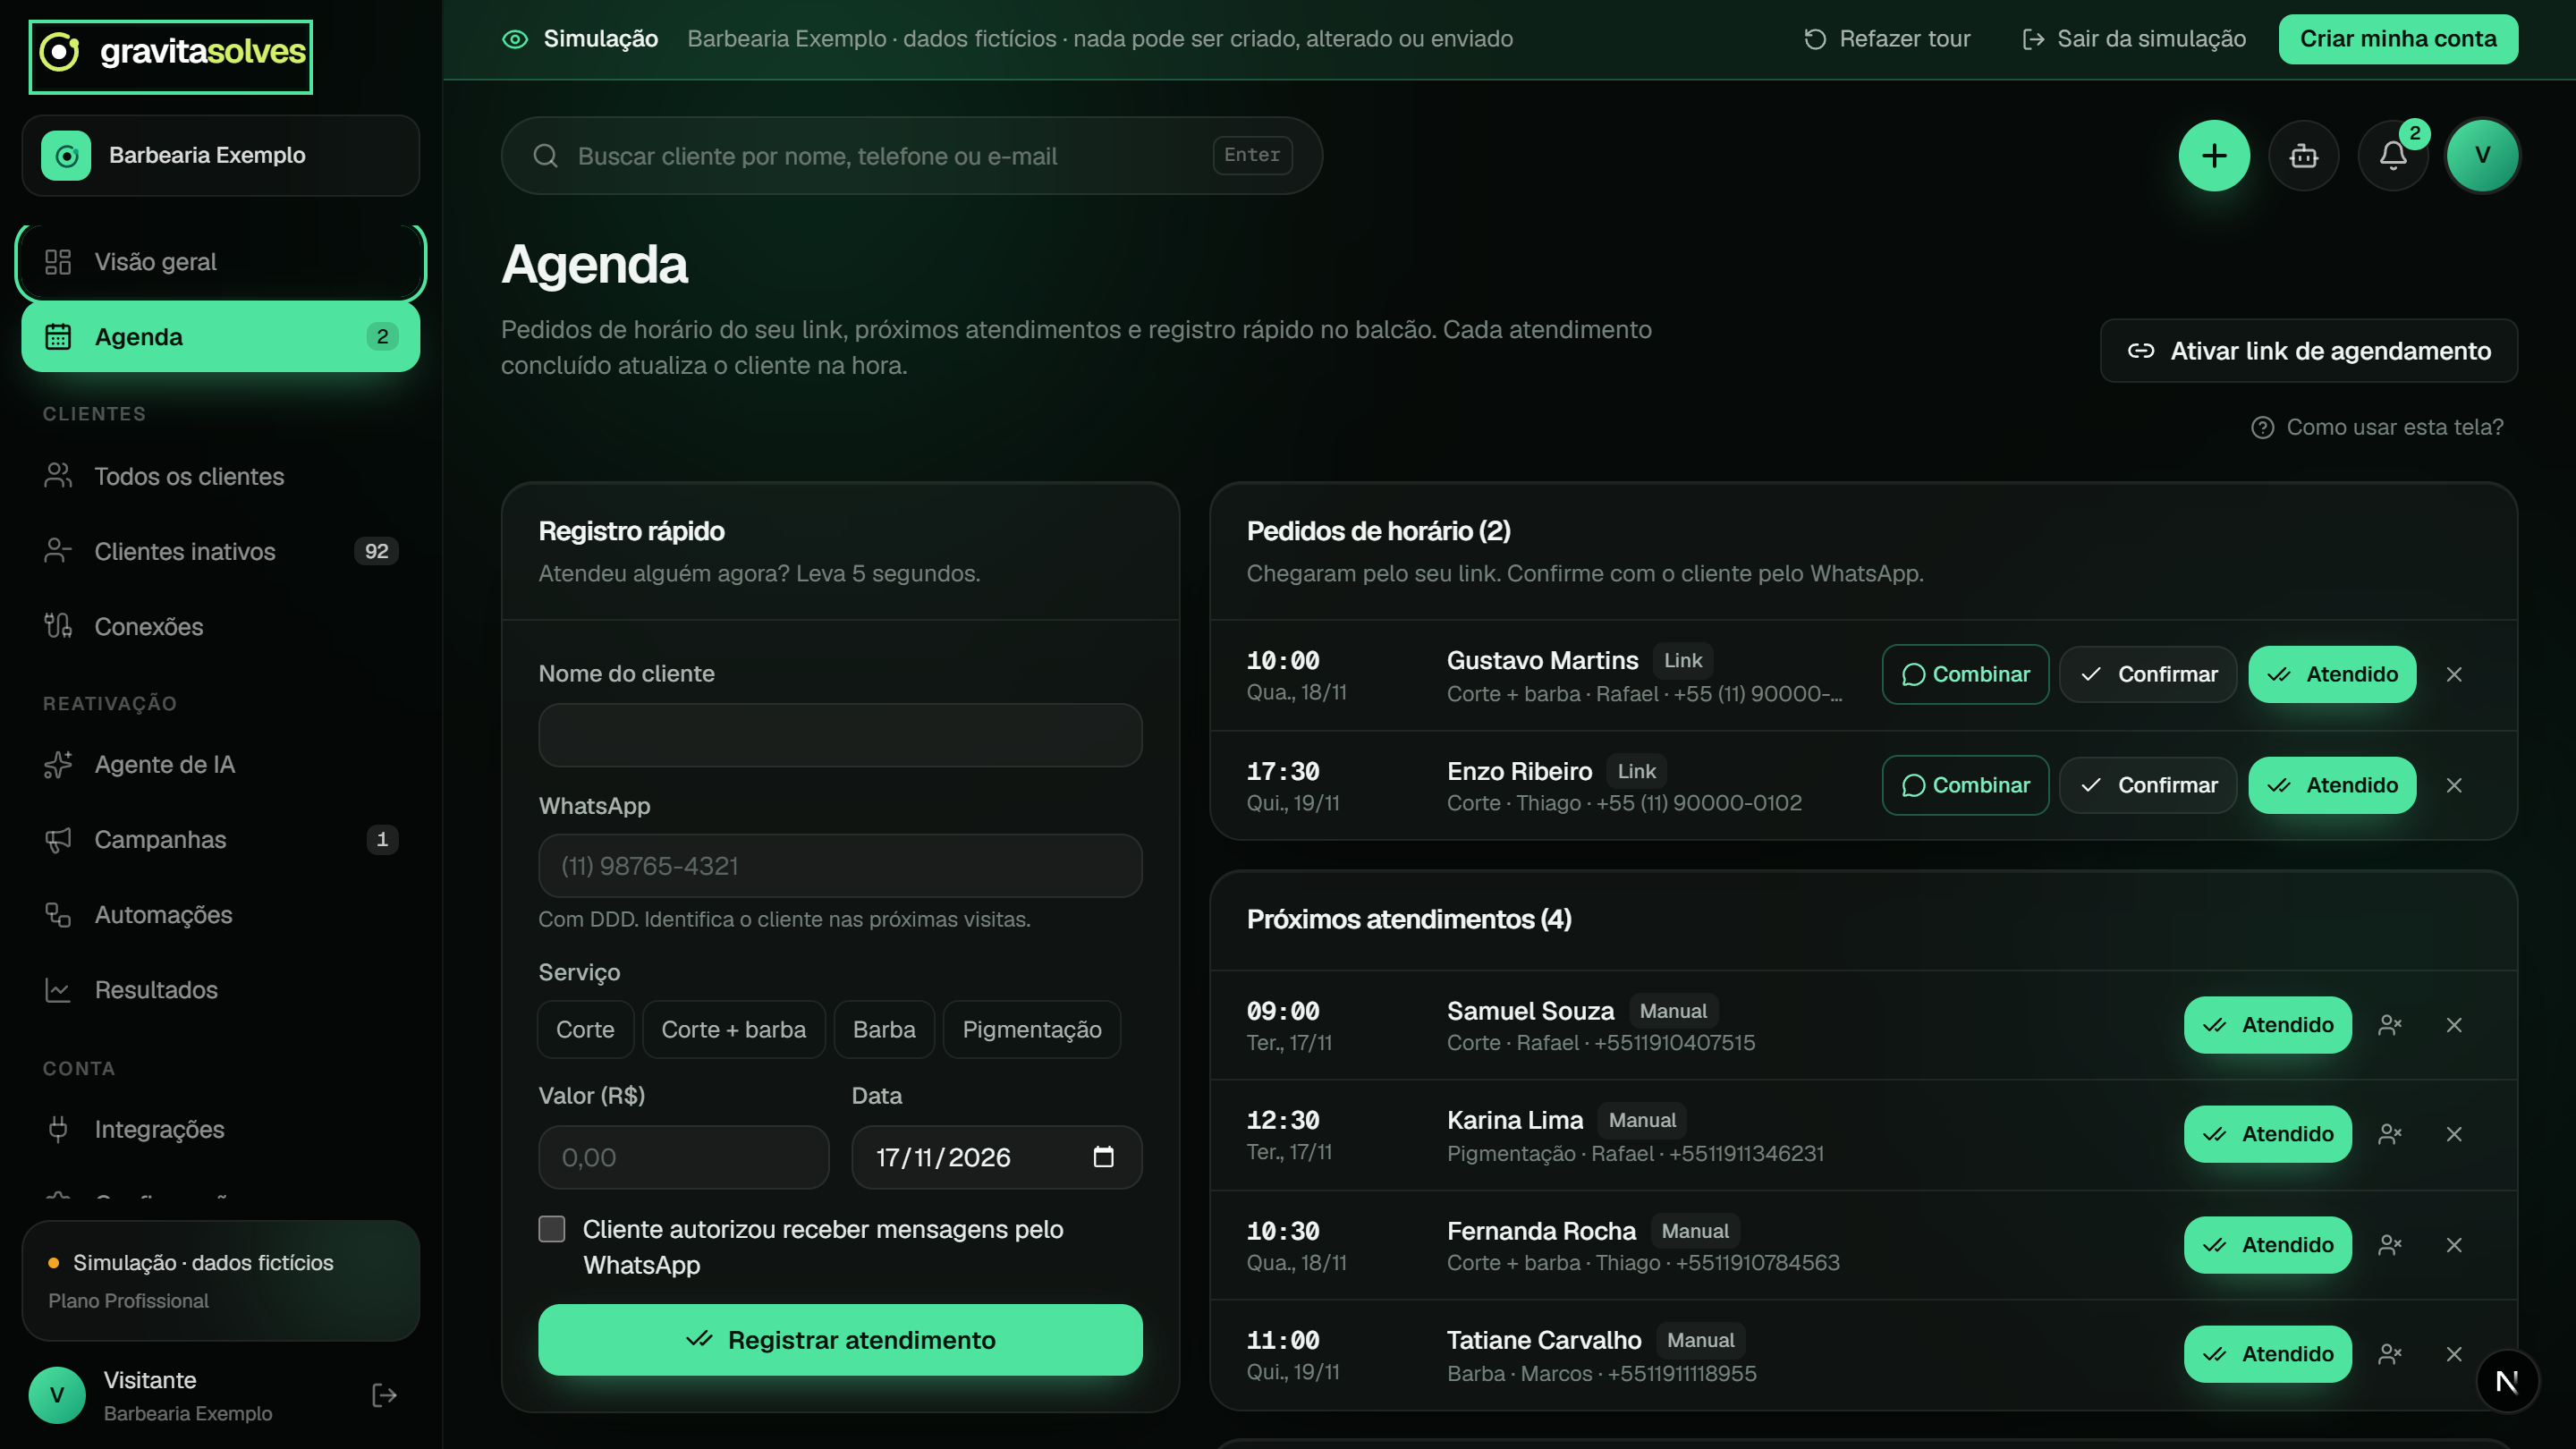 gravitasolves
Barbearia Exemplo
Visão geral
Agenda 2
CLIENTES
Todos os clientes
Clientes inativos 92
Conexões
REATIVAÇÃO
Agente de IA
Campanhas 1
Automações
Resultados
CONTA
Integrações
Simulação · dados fictícios
Plano Profissional
V
Visitante
Barbearia Exemplo
Simulação Barbearia Exemplo · dados fictícios · nada pode ser criado, alterado ou enviado
Refazer tour
Sair da simulação
Criar minha conta
Buscar cliente por nome, telefone ou e-mail Enter
2
V
Agenda
Pedidos de horário do seu link, próximos atendimentos e registro rápido no balcão. Cada atendimento
concluído atualiza o cliente na hora.
Ativar link de agendamento
Como usar esta tela?
Registro rápido
Atendeu alguém agora? Leva 5 segundos.
Nome do cliente
WhatsApp
(11) 98765-4321
Com DDD. Identifica o cliente nas próximas visitas.
Serviço
Corte Corte + barba Barba Pigmentação
Valor (R$) Data
0,00 17/11/2026
Cliente autorizou receber mensagens pelo
WhatsApp
Registrar atendimento
Pedidos de horário (2)
Chegaram pelo seu link. Confirme com o cliente pelo WhatsApp.
10:00 Gustavo Martins Link Combinar Confirmar Atendido
Qua., 18/11 Corte + barba · Rafael · +55 (11) 90000-...
17:30 Enzo Ribeiro Link Combinar Confirmar Atendido
Qui., 19/11 Corte · Thiago · +55 (11) 90000-0102
Próximos atendimentos (4)
09:00 Samuel Souza Manual Atendido
Ter., 17/11 Corte · Rafael · +5511910407515
12:30 Karina Lima Manual Atendido
Ter., 17/11 Pigmentação · Rafael · +5511911346231
10:30 Fernanda Rocha Manual Atendido
Qua., 18/11 Corte + barba · Thiago · +5511910784563
11:00 Tatiane Carvalho Manual Atendido
Qui., 19/11 Barba · Marcos · +5511911118955
N